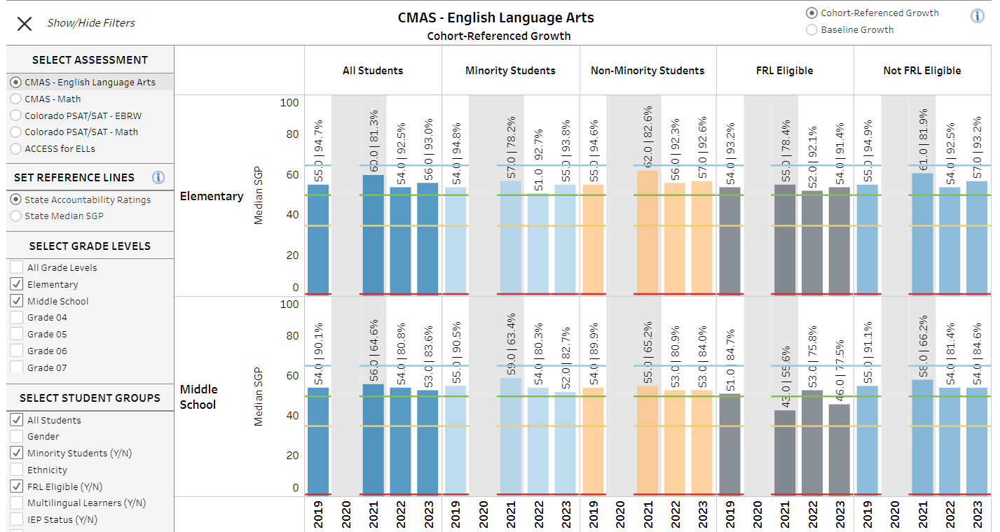 Show/Hide Filters
CMAS - English Language Arts
Cohort-Referenced Growth
Cohort-Referenced Growth
Baseline Growth
SELECT ASSESSMENT
CMAS - English Language Arts
CMAS - Math
Colorado PSAT/SAT - EBRW
Colorado PSAT/SAT - Math
ACCESS for ELLs
SET REFERENCE LINES
State Accountability Ratings
State Median SGP
SELECT GRADE LEVELS
All Grade Levels
Elementary
Middle School
Grade 04
Grade 05
Grade 06
Grade 07
SELECT STUDENT GROUPS
All Students
Gender
Minority Students (Y/N)
Ethnicity
FRL Eligible (Y/N)
Multilingual Learners (Y/N)
IEP Status (Y/N)
All Students
Minority Students
Non-Minority Students
FRL Eligible
Not FRL Eligible
Elementary
Median SGP
100
80
60
40
20
0
55.0 | 94.7%
60.0 | 81.3%
54.0 | 92.5%
56.0 | 93.0%
54.0 | 94.8%
57.0 | 78.2%
51.0 92.7%
55.0 | 93.8%
55.0 | 94.6%
62.0 | 82.6%
56.0 | 92.3%
57.0 | 92.6%
54.0 | 93.2%
55.0 | 78.4%
52.0 | 92.1%
54.0 | 91.4%
55.0 | 94.9%
61.0 | 81.9%
54.0 | 92.5%
57.0 | 93.2%
Middle
School
Median SGP
100
80
60
40
20
0
54.0 | 90.1%
56.0 | 64.6%
54.0 | 80.8%
53.0 | 83.6%
55.0 | 90.5%
59.0 | 63.4%
54.0 | 80.3%
52.0 | 82.7%
54.0 | 89.9%
55.0 | 65.2%
53.0 | 80.9%
53.0 | 84.0%
51.0 | 84.7%
43.0 | 55.6%
53.0 | 75.8%
46.0 | 77.5%
55.0 | 91.1%
58.0 | 66.2%
54.0 | 81.4%
54.0 | 84.6%
2019
2020
2021
2022
2023
2019
2020
2021
2022
2023
2019
2020
2021
2022
2023
2019
2020
2021
2022
2023
2019
2020
2021
2022
2023